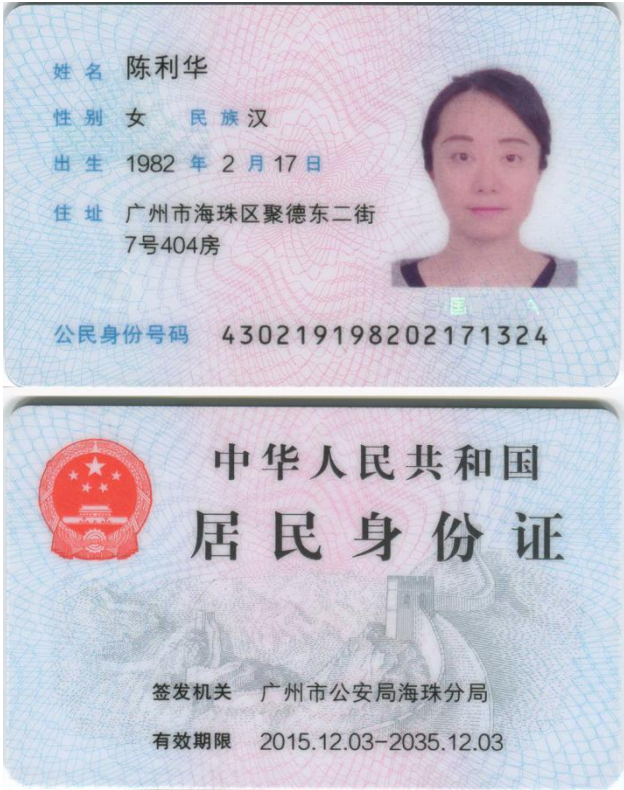 姓名 陈利华
性别 女 民族 汉
出生 1982 年 2 月 17 日
住址 广州市海珠区聚德东二街
7号404房
公民身份号码 430219198202171324
中华人民共和国
居民身份证
签发机关 广州市公安局海珠分局
有效期限 2015.12.03-2035.12.03